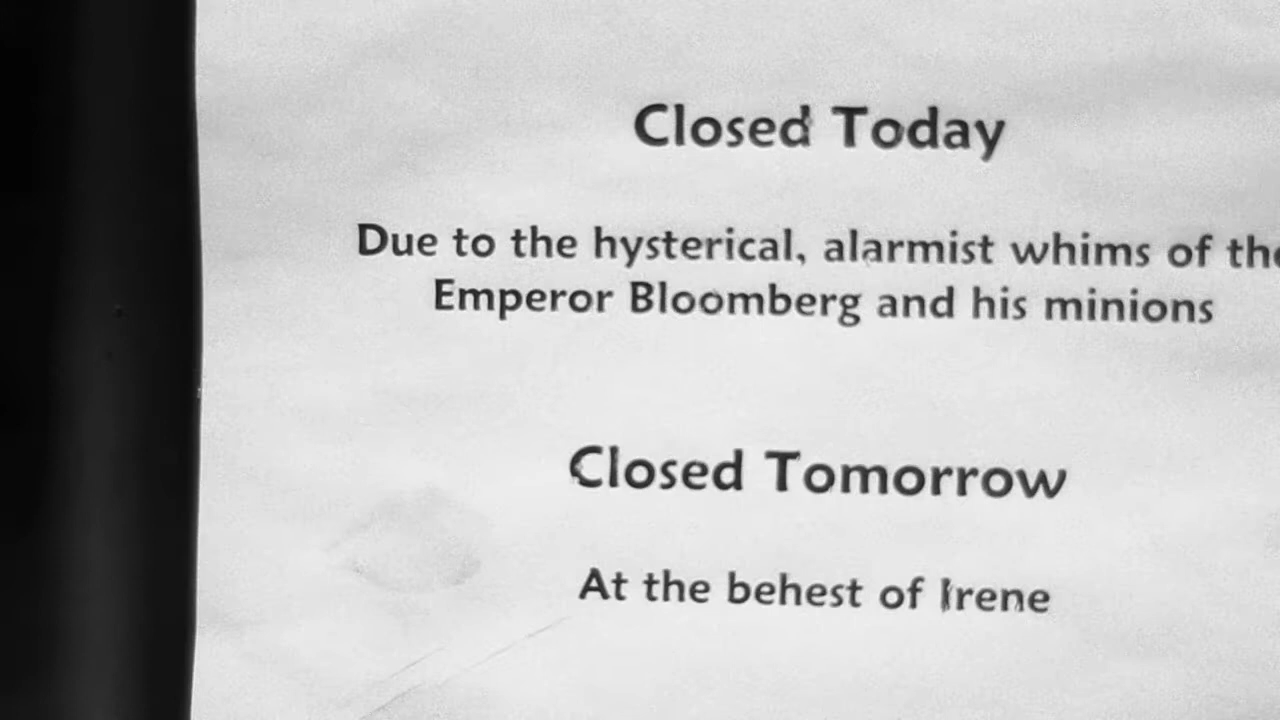 Closed Today
Due to the hysterical, alarmist whims of the
Emperor Bloomberg and his minions
Closed Tomorrow
At the behest of Irene